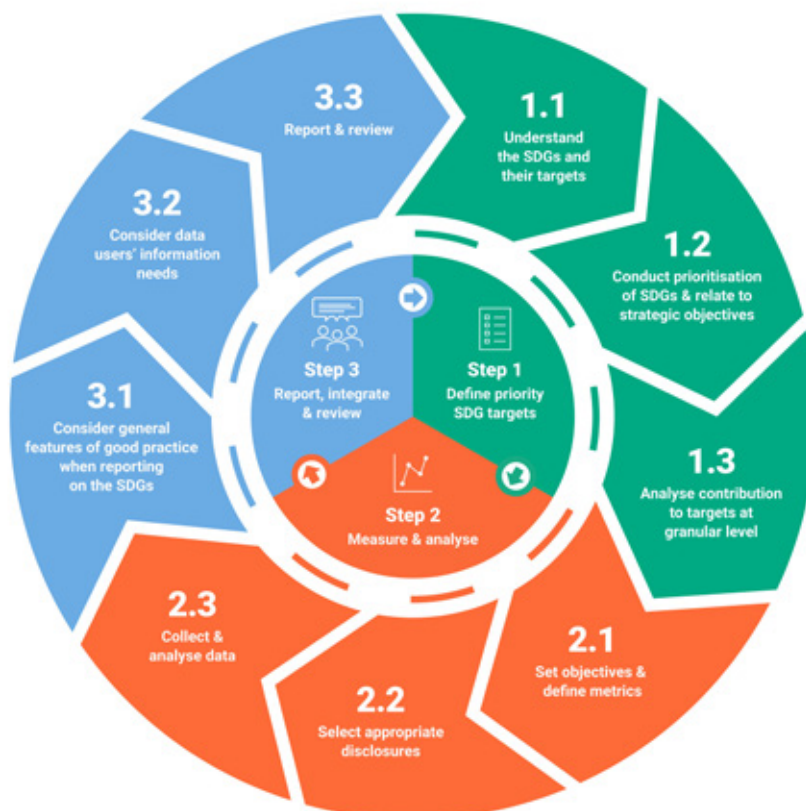 1.1
Understand
the SDGs and
their targets
1.2
Conduct prioritisation
of SDGs & relate to
strategic objectives
1.3
Analyse contribution
to targets at
granular level
2.1
Set objectives &
define metrics
2.2
Select appropriate
disclosures
2.3
Collect &
analyse data
3.1
Consider general
features of good practice
when reporting
on the SDGs
3.2
Consider data
users' information
needs
3.3
Report & review
Step 1
Define priority
SDG targets
Step 2
Measure & analyse
Step 3
Report, integrate
& review